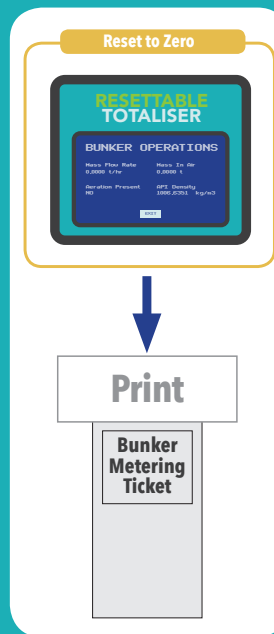 Reset to Zero
RESETTABLE
TOTALISER
BUNKER OPERATIONS
Mass Flow Rate Mass In Air
0,0000 t/hr 0,0000 t
Aeration Present API Density
NO 1000,6351 kg/m3
EXIT
Print
Bunker
Metering
Ticket